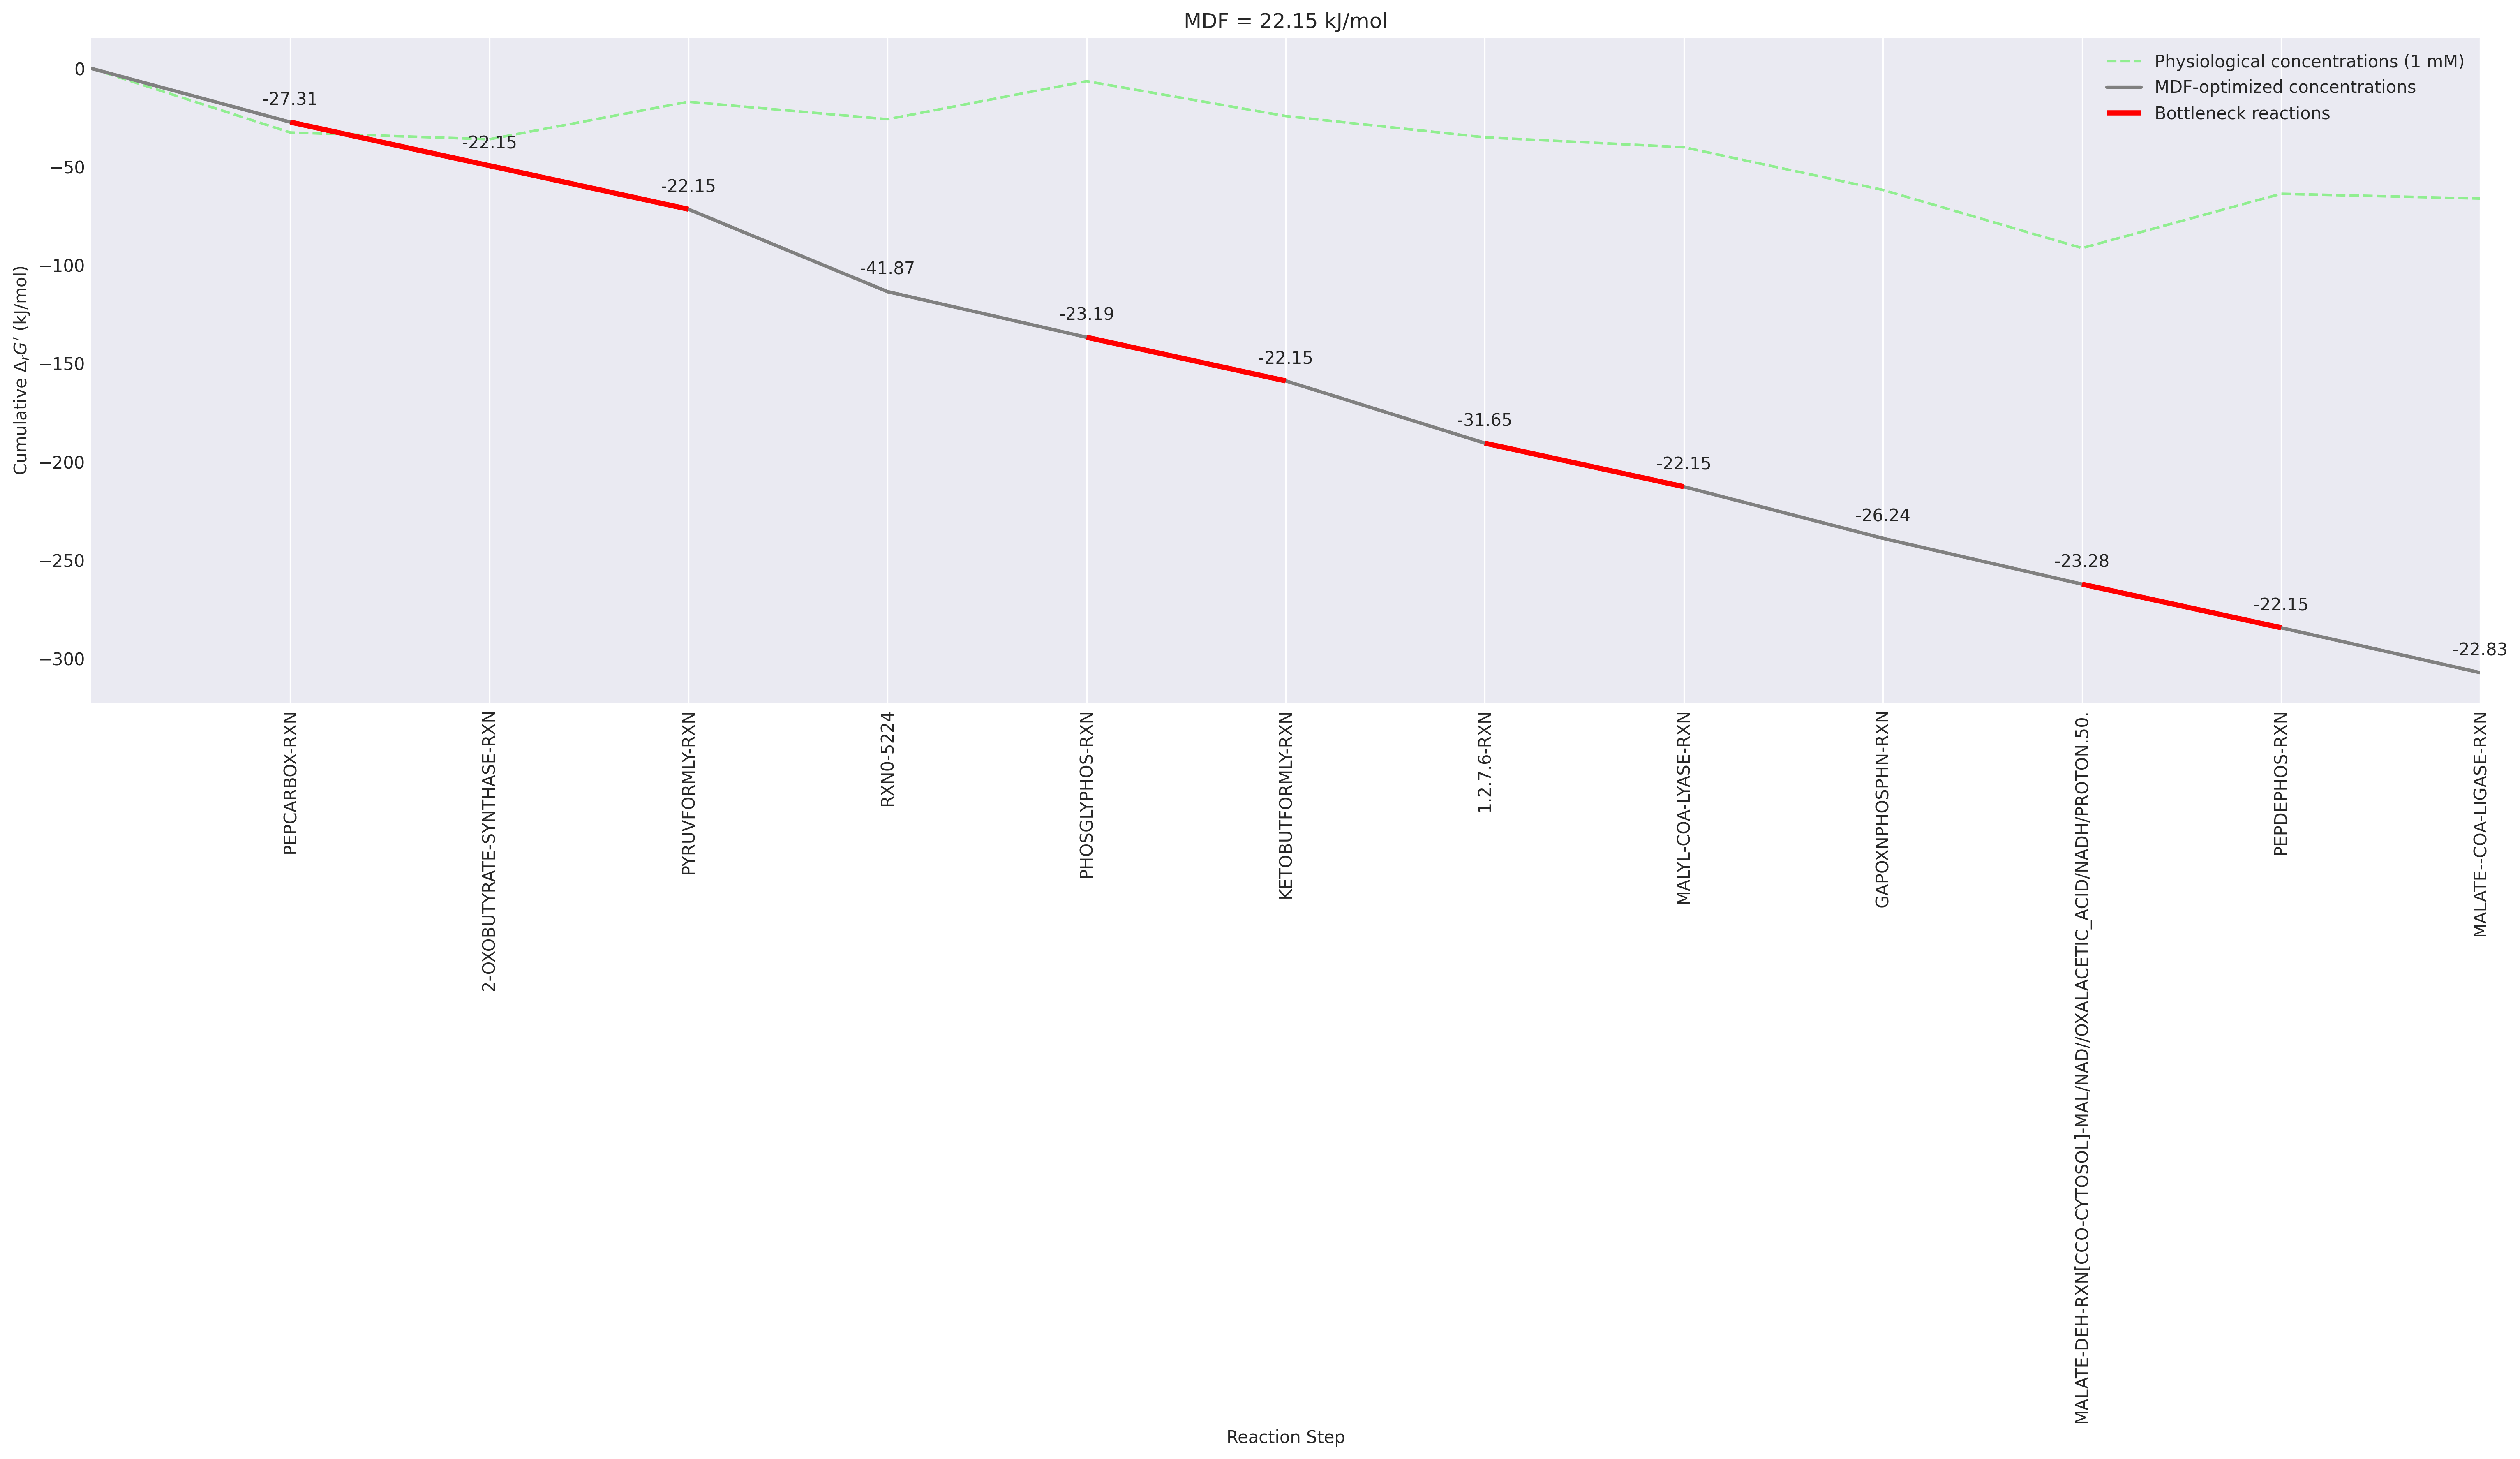 MDF = 22.15 kJ/mol
Physiological concentrations (1 mM)
MDF-optimized concentrations
Bottleneck reactions
Cumulative ΔrG′ (kJ/mol)
0
−50
−100
−150
−200
−250
−300
-27.31
-22.15
-22.15
-41.87
-23.19
-22.15
-31.65
-22.15
-26.24
-23.28
-22.15
-22.83
PEPCARBOX-RXN
2-OXOBUTYRATE-SYNTHASE-RXN
PYRUVFORMLY-RXN
RXN0-5224
PHOSGLYPHOS-RXN
KETOBUTFORMLY-RXN
1.2.7.6-RXN
MALYL-COA-LYASE-RXN
GAPOXNPHOSPHN-RXN
MALATE-DEH-RXN[CCO-CYTOSOL]-MAL/NAD//OXALACETIC_ACID/NADH/PROTON.50.
PEPDEPHOS-RXN
MALATE--COA-LIGASE-RXN
Reaction Step